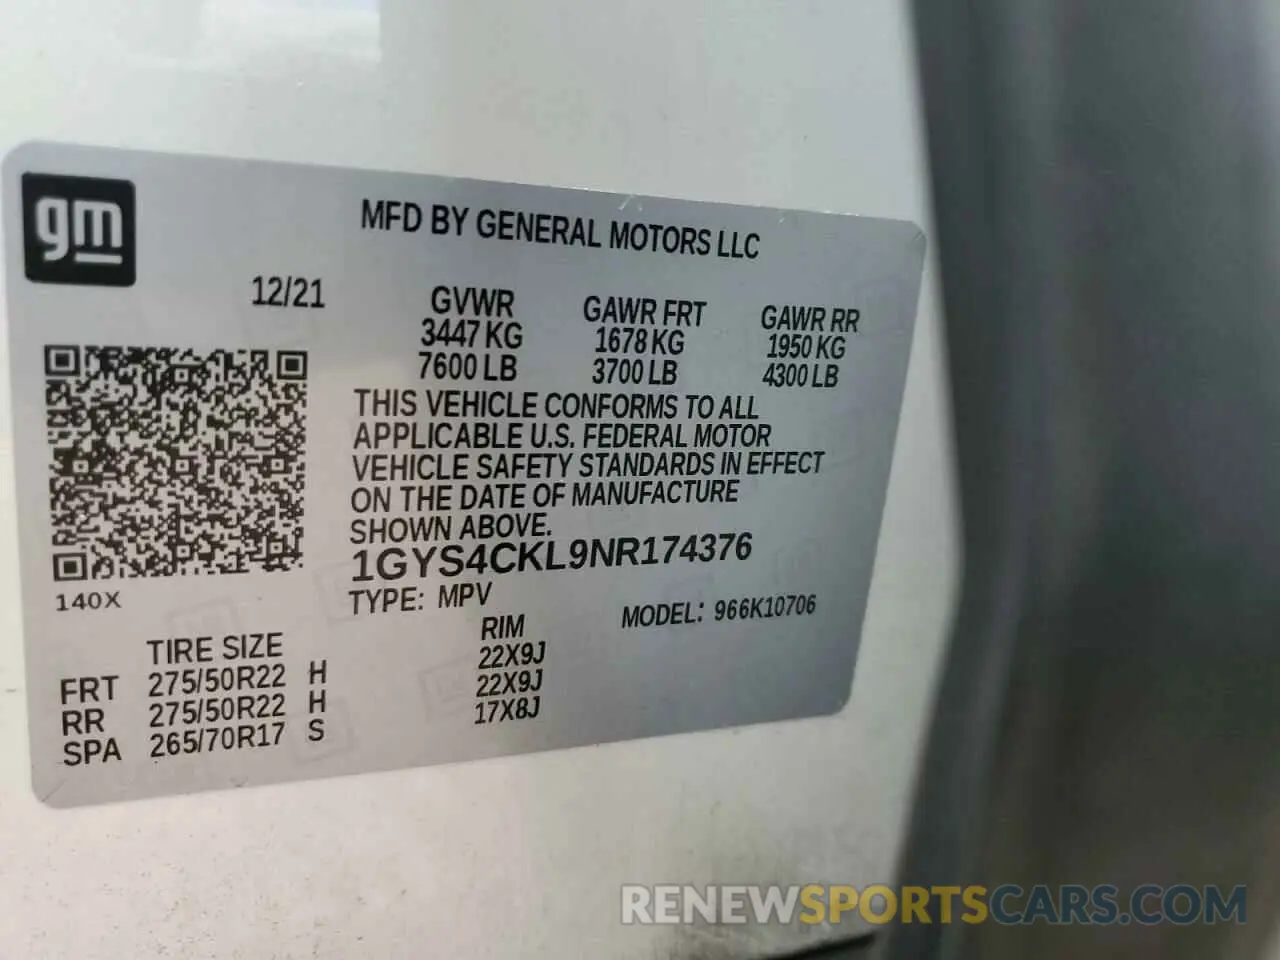 gm
MFD BY GENERAL MOTORS LLC
12/21
GVWR GAWR FRT GAWR RR
3447 KG 1678 KG 1950 KG
7600 LB 3700 LB 4300 LB
THIS VEHICLE CONFORMS TO ALL
APPLICABLE U.S. FEDERAL MOTOR
VEHICLE SAFETY STANDARDS IN EFFECT
ON THE DATE OF MANUFACTURE
SHOWN ABOVE.
1GYS4CKL9NR174376
140X
TYPE: MPV MODEL: 966K10706
TIRE SIZE RIM
FRT 275/50R22 H 22X9J
RR 275/50R22 H 22X9J
SPA 265/70R17 S 17X8J
RENEWSPORTSCARS.COM